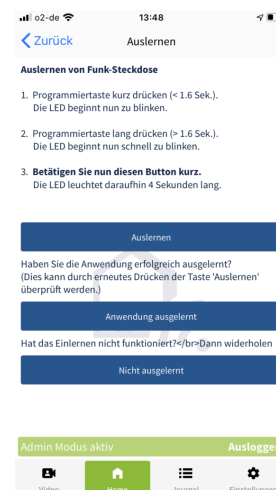 o2-de 13:48
Zurück Auslernen
Auslernen von Funk-Steckdose
1. Programmiertaste kurz drücken (< 1.6 Sek.).
Die LED beginnt nun zu blinken.
2. Programmiertaste lang drücken (> 1.6 Sek.).
Die LED beginnt nun schnell zu blinken.
3. Betätigen Sie nun diesen Button kurz.
Die LED leuchtet daraufhin 4 Sekunden lang.
Auslernen
Haben Sie die Anwendung erfolgreich ausgelernt?
(Dies kann durch erneutes Drücken der Taste 'Auslernen'
überprüft werden.)
Anwendung ausgelernt
Hat das Einlernen nicht funktioniert?</br>Dann widerholen
Nicht ausgelernt
Admin Modus aktiv Auslogge
Video Home Journal Einstellungen